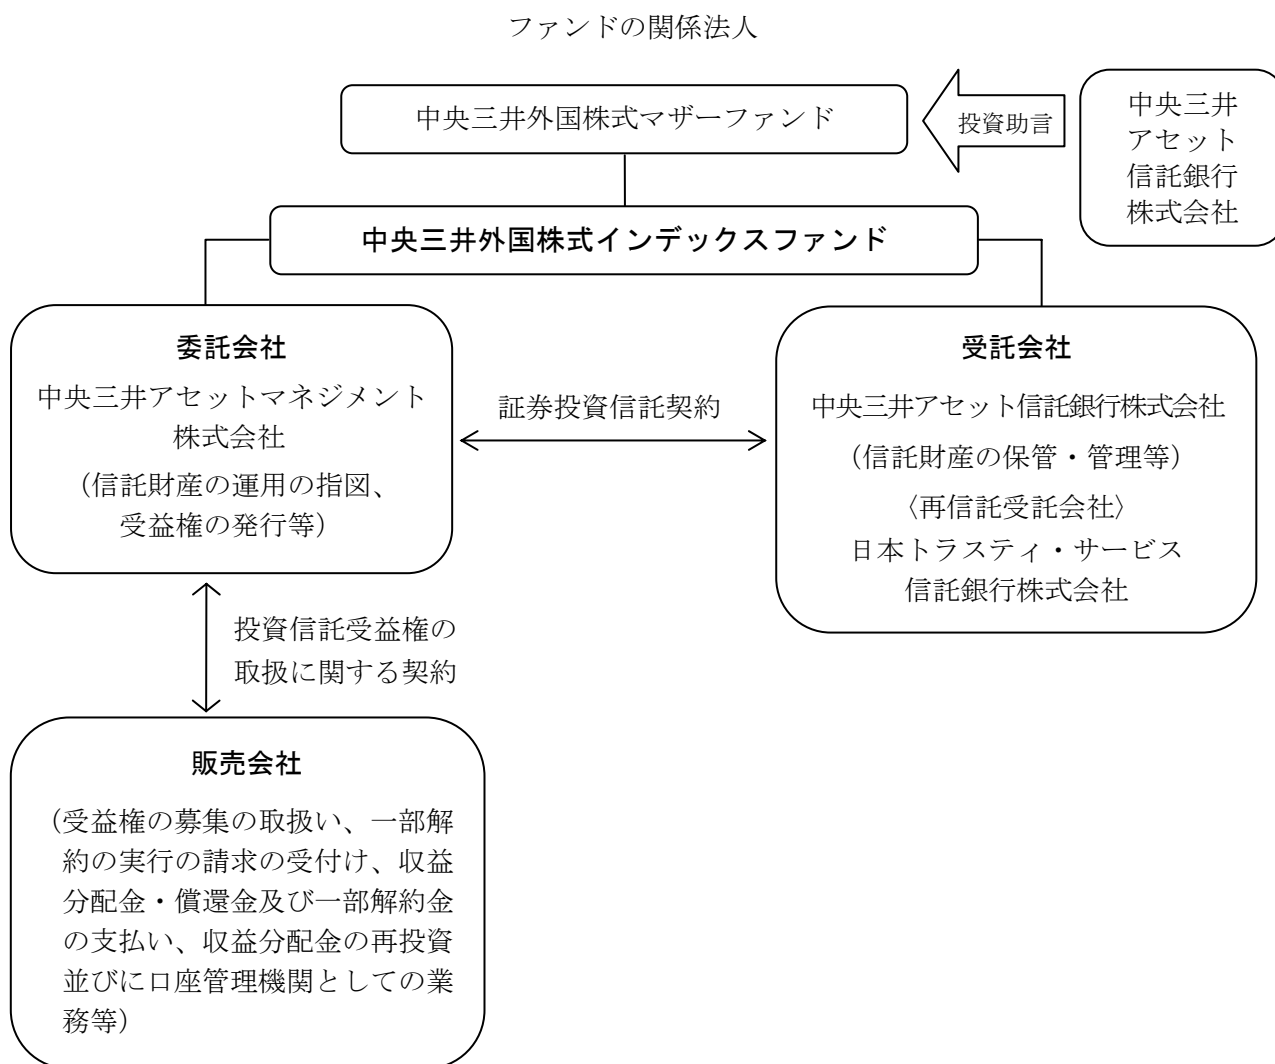 ファンドの関係法人
中央三井外国株式マザーファンド
投資助言
中央三井
アセット
信託銀行
株式会社
中央三井外国株式インデックスファンド
委託会社
中央三井アセットマネジメント
株式会社
（信託財産の運用の指図、
受益権の発行等）
証券投資信託契約
受託会社
中央三井アセット信託銀行株式会社
（信託財産の保管・管理等）
〈再信託受託会社〉
日本トラスティ・サービス
信託銀行株式会社
投資信託受益権の
取扱に関する契約
販売会社
（受益権の募集の取扱い、一部解
約の実行の請求の受付け、収益
分配金・償還金及び一部解約金
の支払い、収益分配金の再投資
並びに口座管理機関としての業
務等）